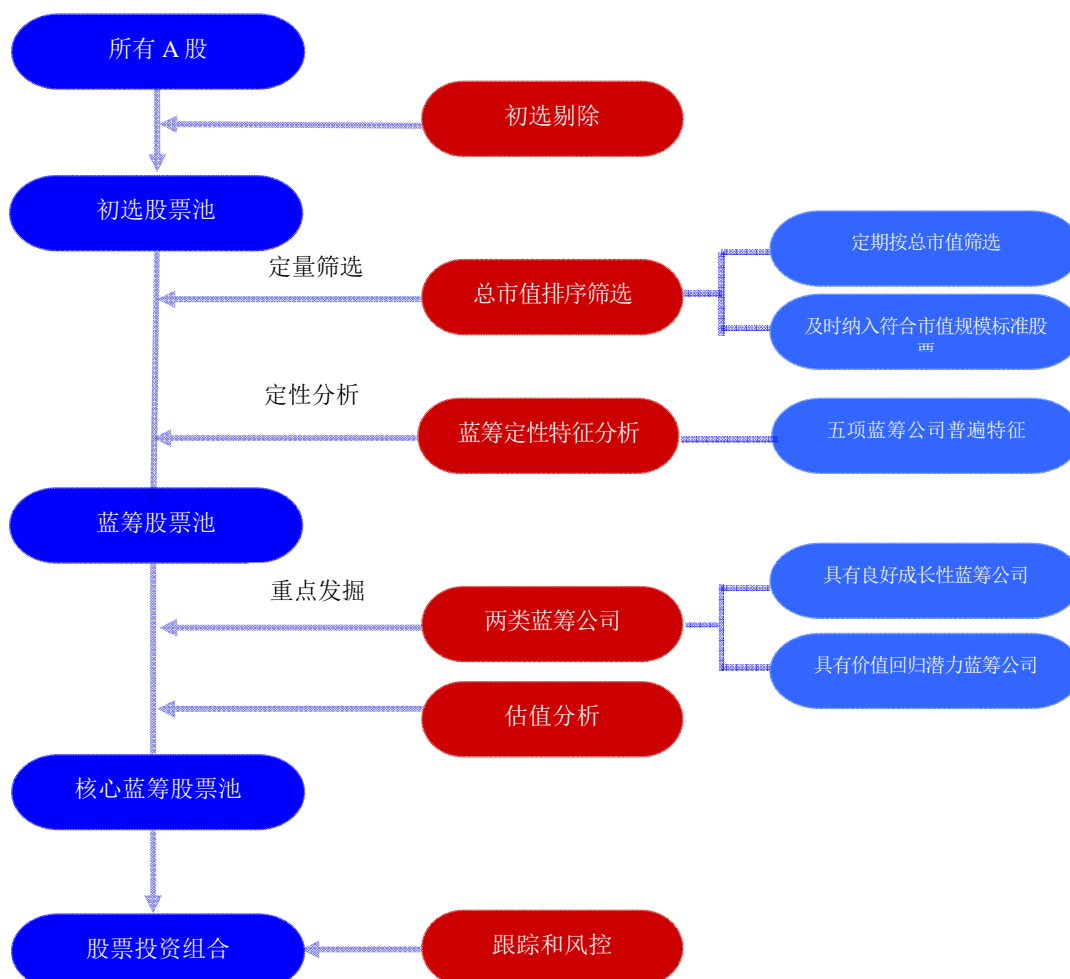 所有 A 股
初选剔除
初选股票池
定期按总市值筛选
定量筛选
总市值排序筛选
及时纳入符合市值规模标准股
票
定性分析
蓝筹定性特征分析
五项蓝筹公司普遍特征
蓝筹股票池
具有良好成长性蓝筹公司
重点发掘
两类蓝筹公司
具有价值回归潜力蓝筹公司
估值分析
核心蓝筹股票池
股票投资组合
跟踪和风控